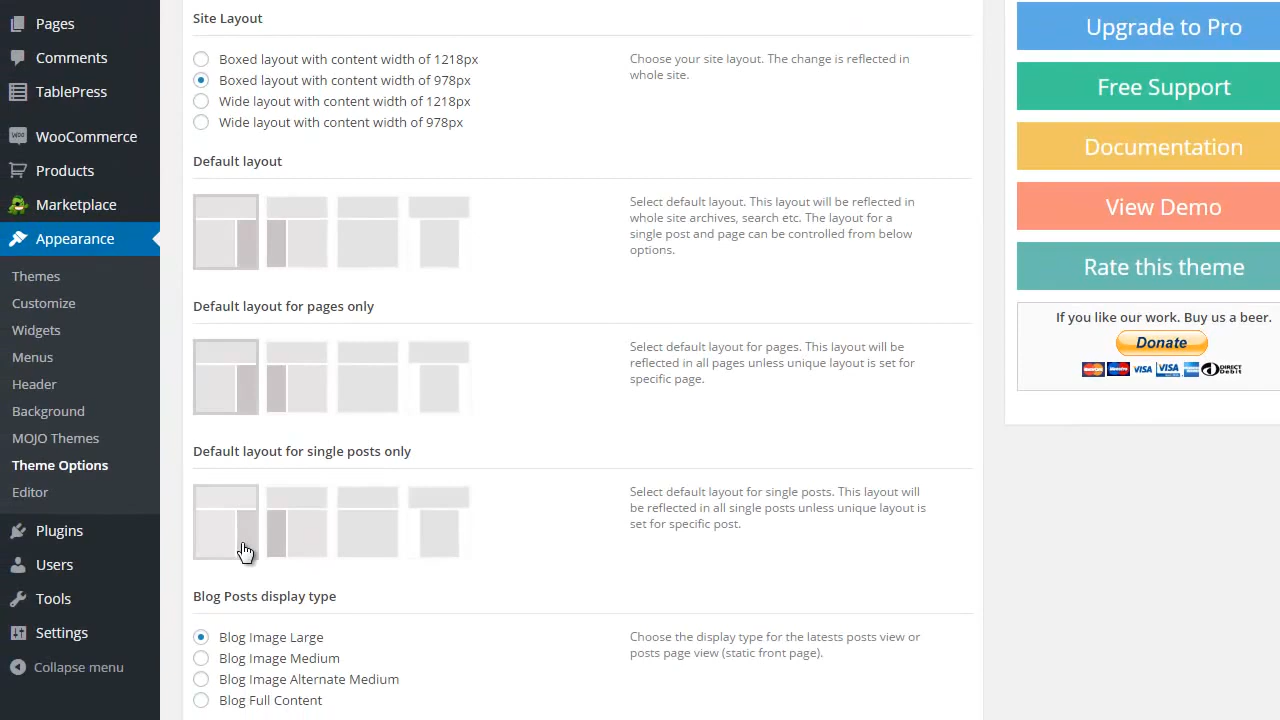 Pages
Comments
TablePress
WooCommerce
Products
Marketplace
Appearance
Themes
Customize
Widgets
Menus
Header
Background
MOJO Themes
Theme Options
Editor
Plugins
Users
Tools
Settings
Collapse menu
Site Layout
Boxed layout with content width of 1218px
Boxed layout with content width of 978px
Wide layout with content width of 1218px
Wide layout with content width of 978px
Choose your site layout. The change is reflected in
whole site.
Default layout
Select default layout. This layout will be reflected in
whole site archives, search etc. The layout for a
single post and page can be controlled from below
options.
Default layout for pages only
Select default layout for pages. This layout will be
reflected in all pages unless unique layout is set for
specific page.
Default layout for single posts only
Select default layout for single posts. This layout will
be reflected in all single posts unless unique layout is
set for specific post.
Blog Posts display type
Blog Image Large
Blog Image Medium
Blog Image Alternate Medium
Blog Full Content
Choose the display type for the latests posts view or
posts page view (static front page).
Upgrade to Pro
Free Support
Documentation
View Demo
Rate this theme
If you like our work. Buy us a beer.
Donate
VISA
VISA
DIRECT
Debit